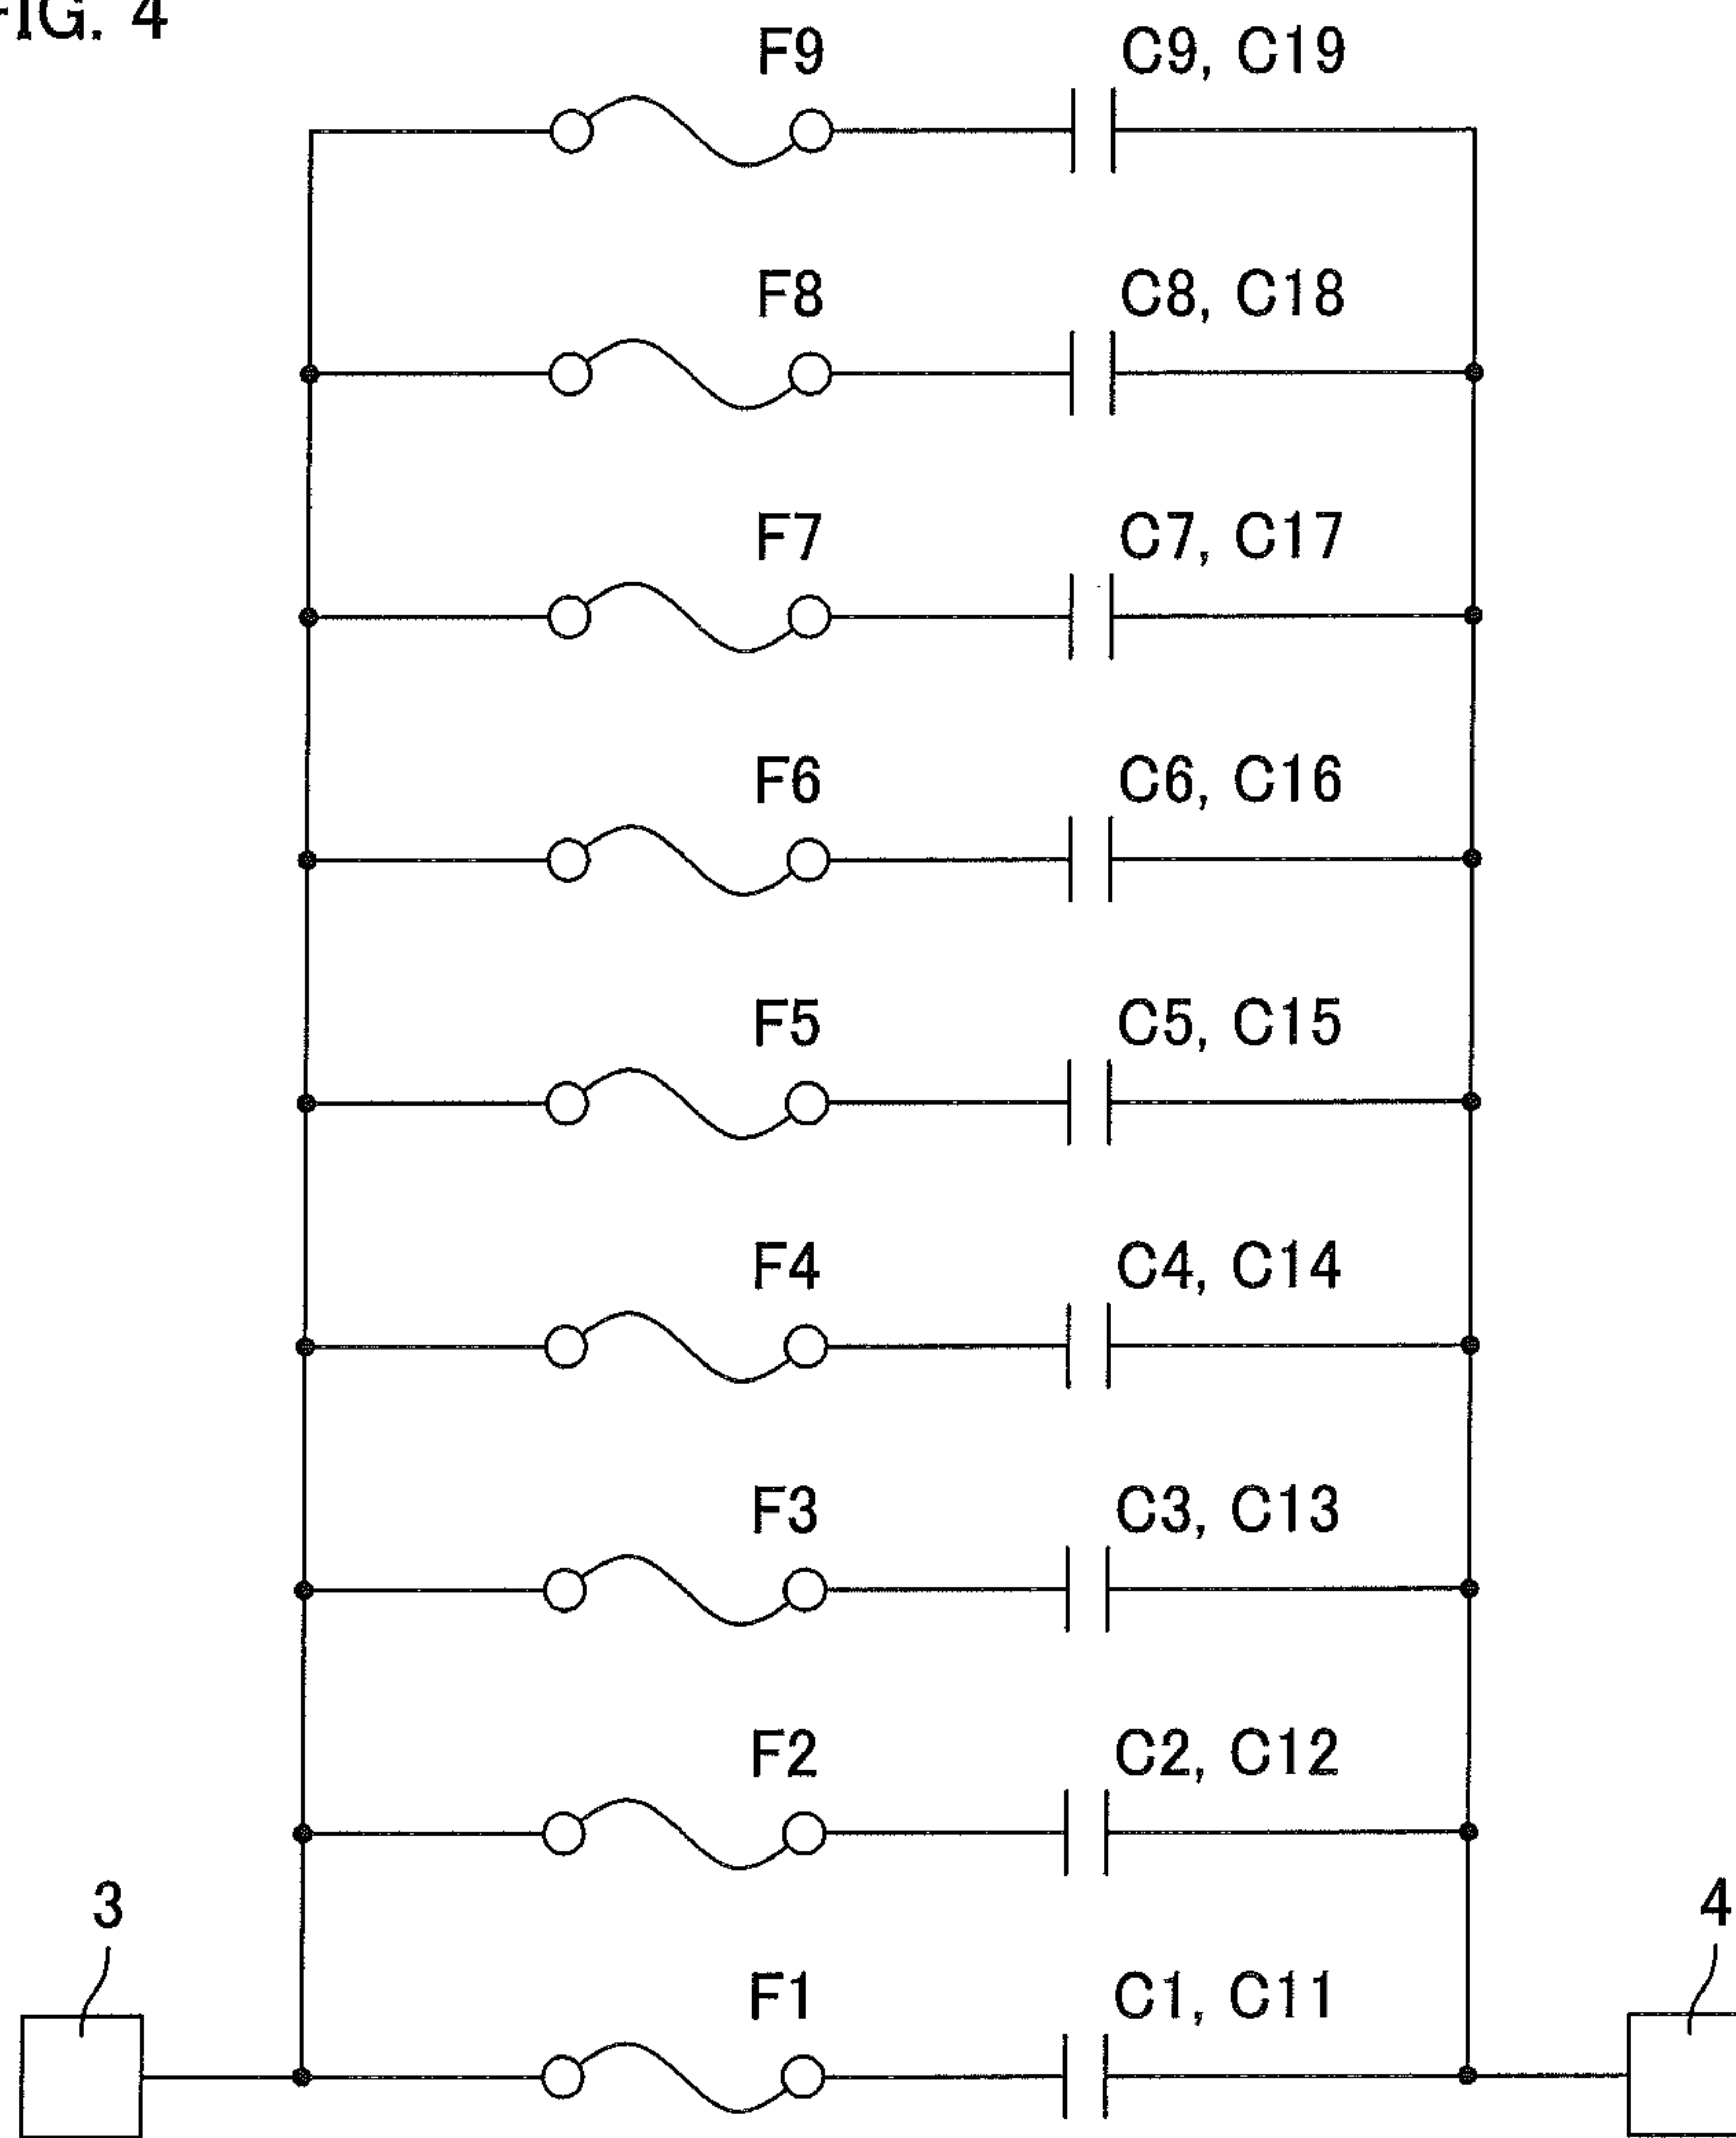 FIG. 4
F9 C9, C19
F8 C8, C18
F7 C7, C17
F6 C6, C16
F5 C5, C15
F4 C4, C14
F3 C3, C13
F2 C2, C12
3 4
F1 C1, C11